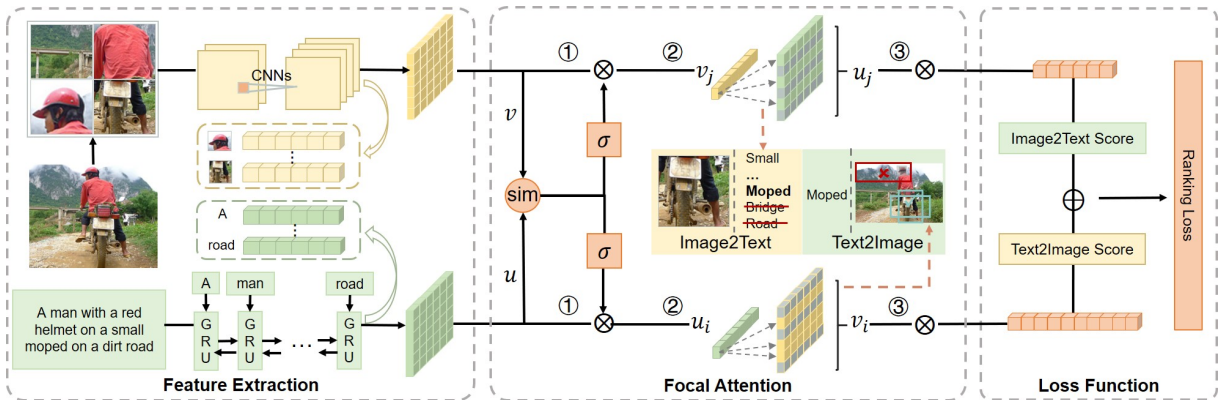 CNNs
A
road
A
man
road
A man with a red
helmet on a small
moped on a dirt road
G
R
U
G
R
U
...
G
R
U
Feature Extraction
①
②
v_j
u_j
③
v
σ
sim
σ
u
Small
...
Moped
Bridge
Road
Image2Text
Moped
Text2Image
①
②
u_i
v_i
③
Focal Attention
Image2Text Score
Text2Image Score
Ranking Loss
Loss Function